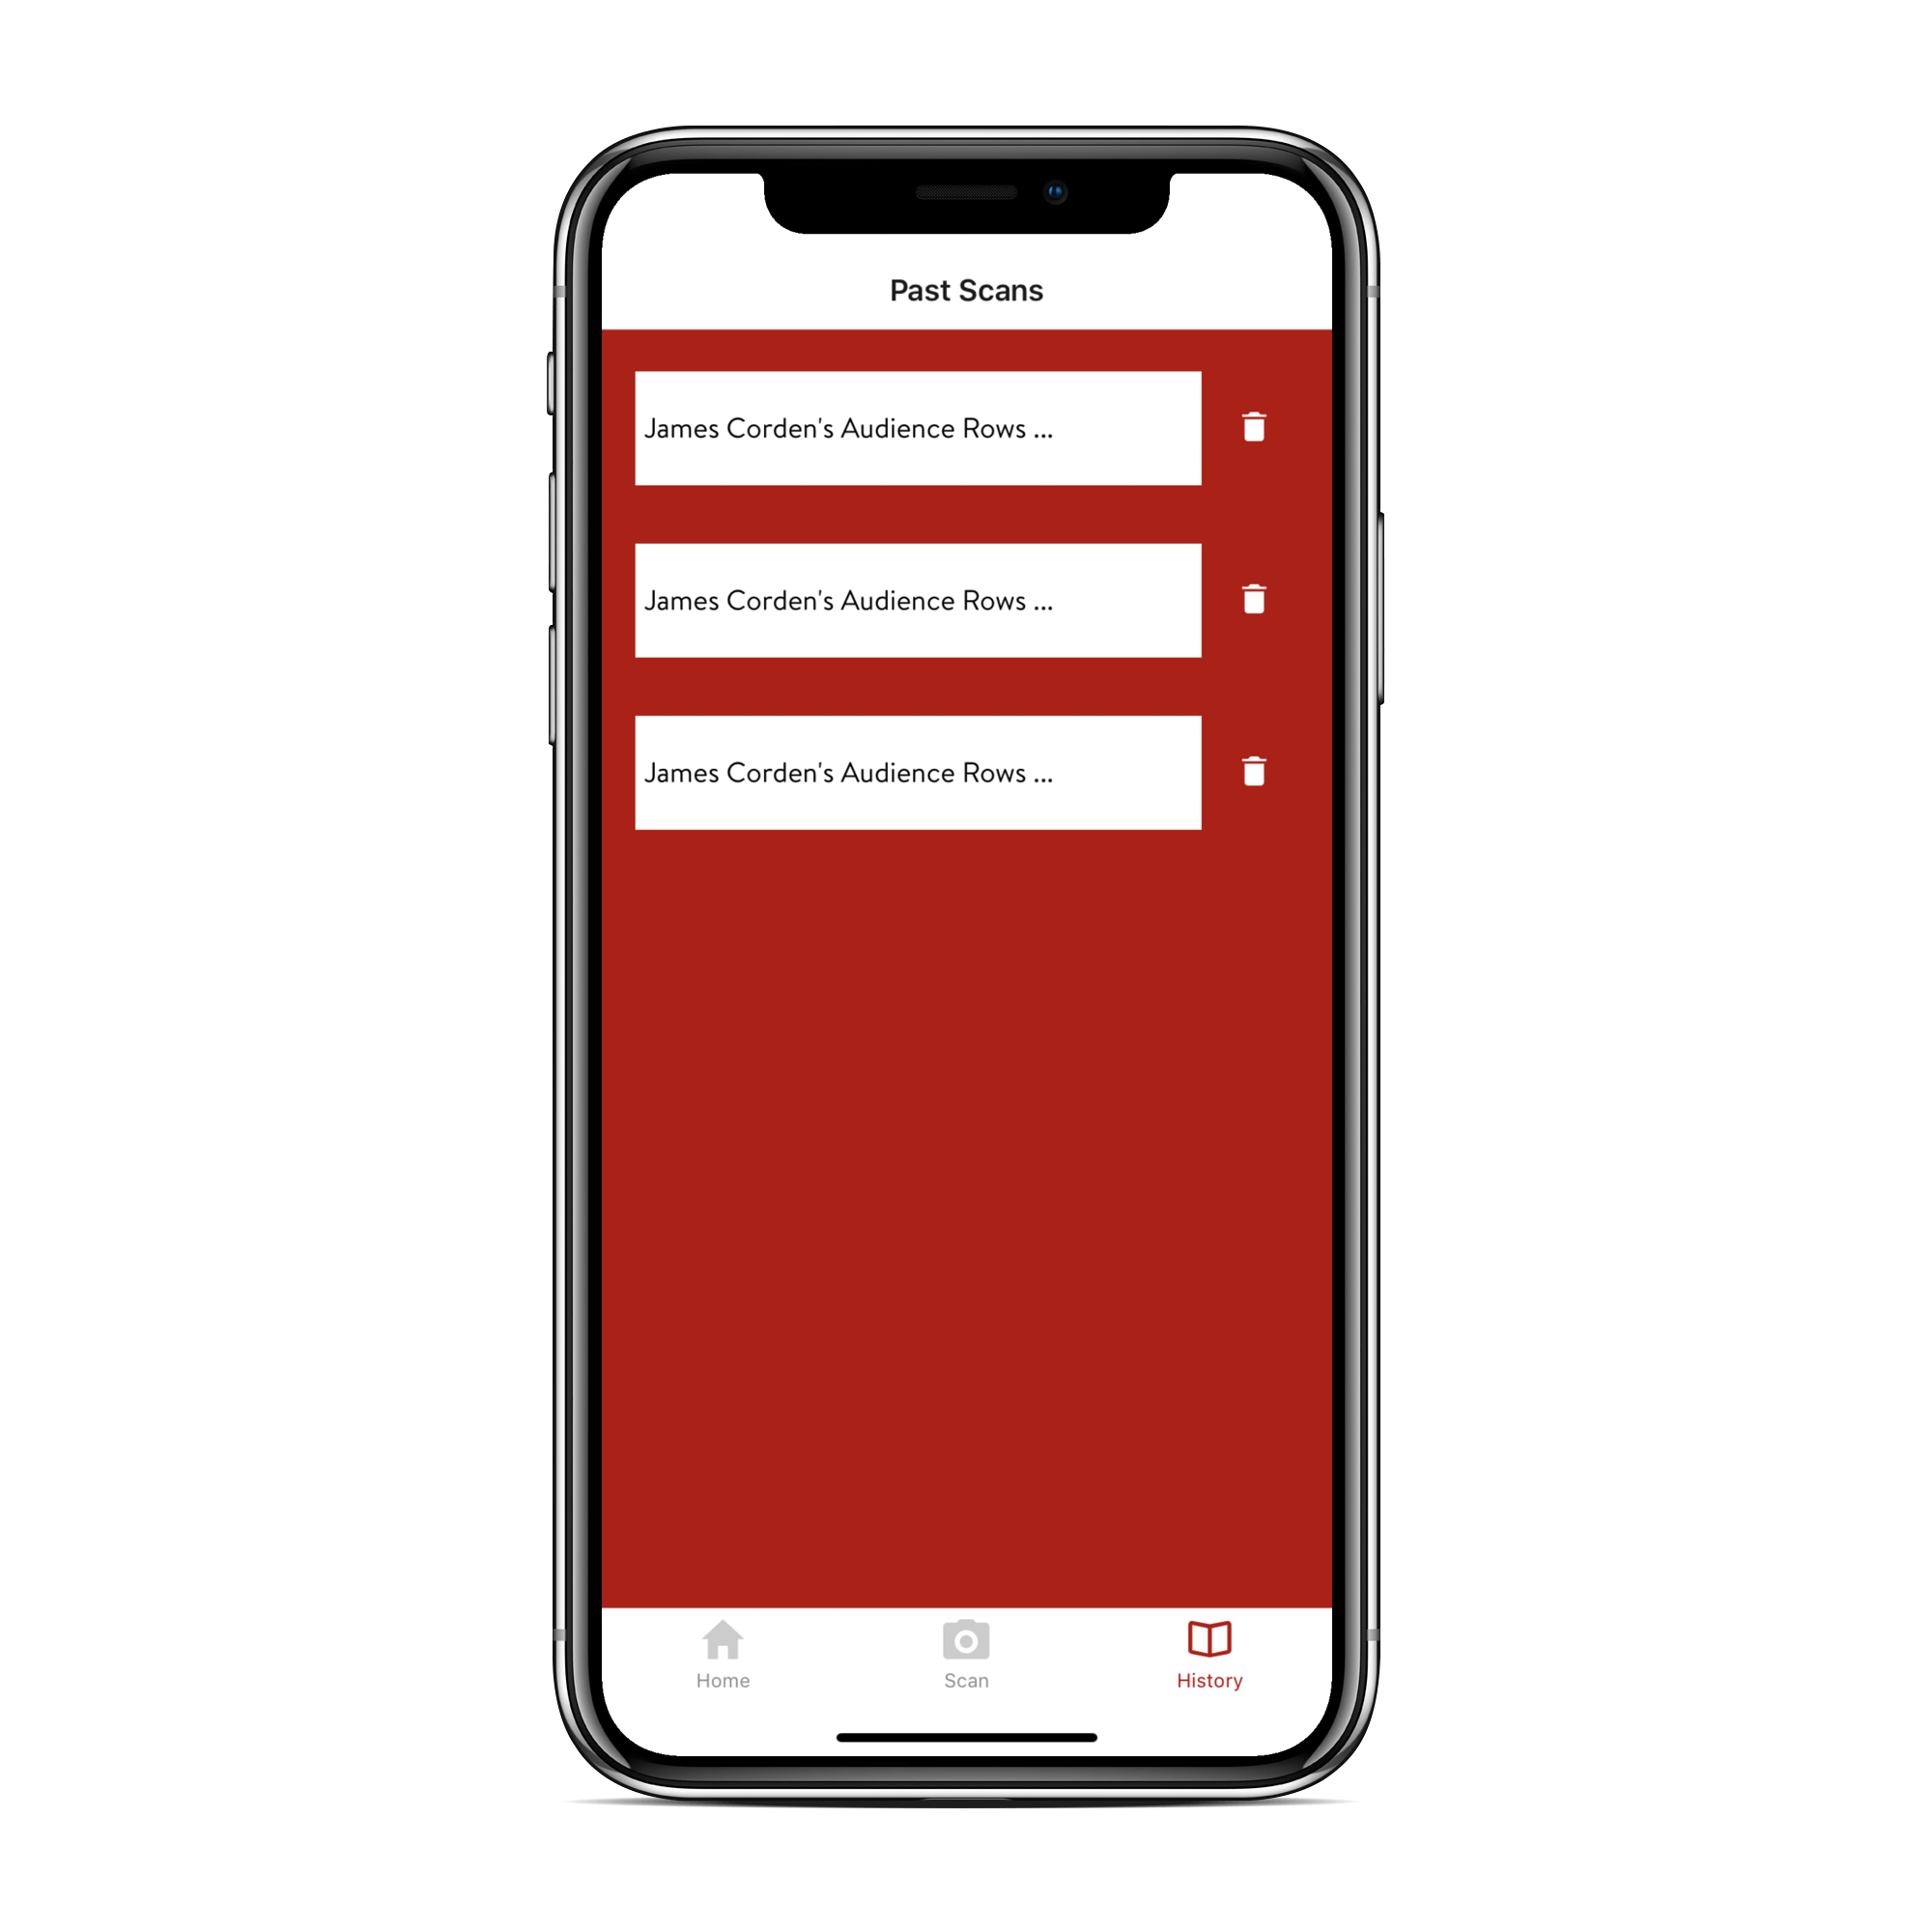 Past Scans
James Corden's Audience Rows ...
James Corden's Audience Rows ...
James Corden's Audience Rows ...
Home
Scan
History